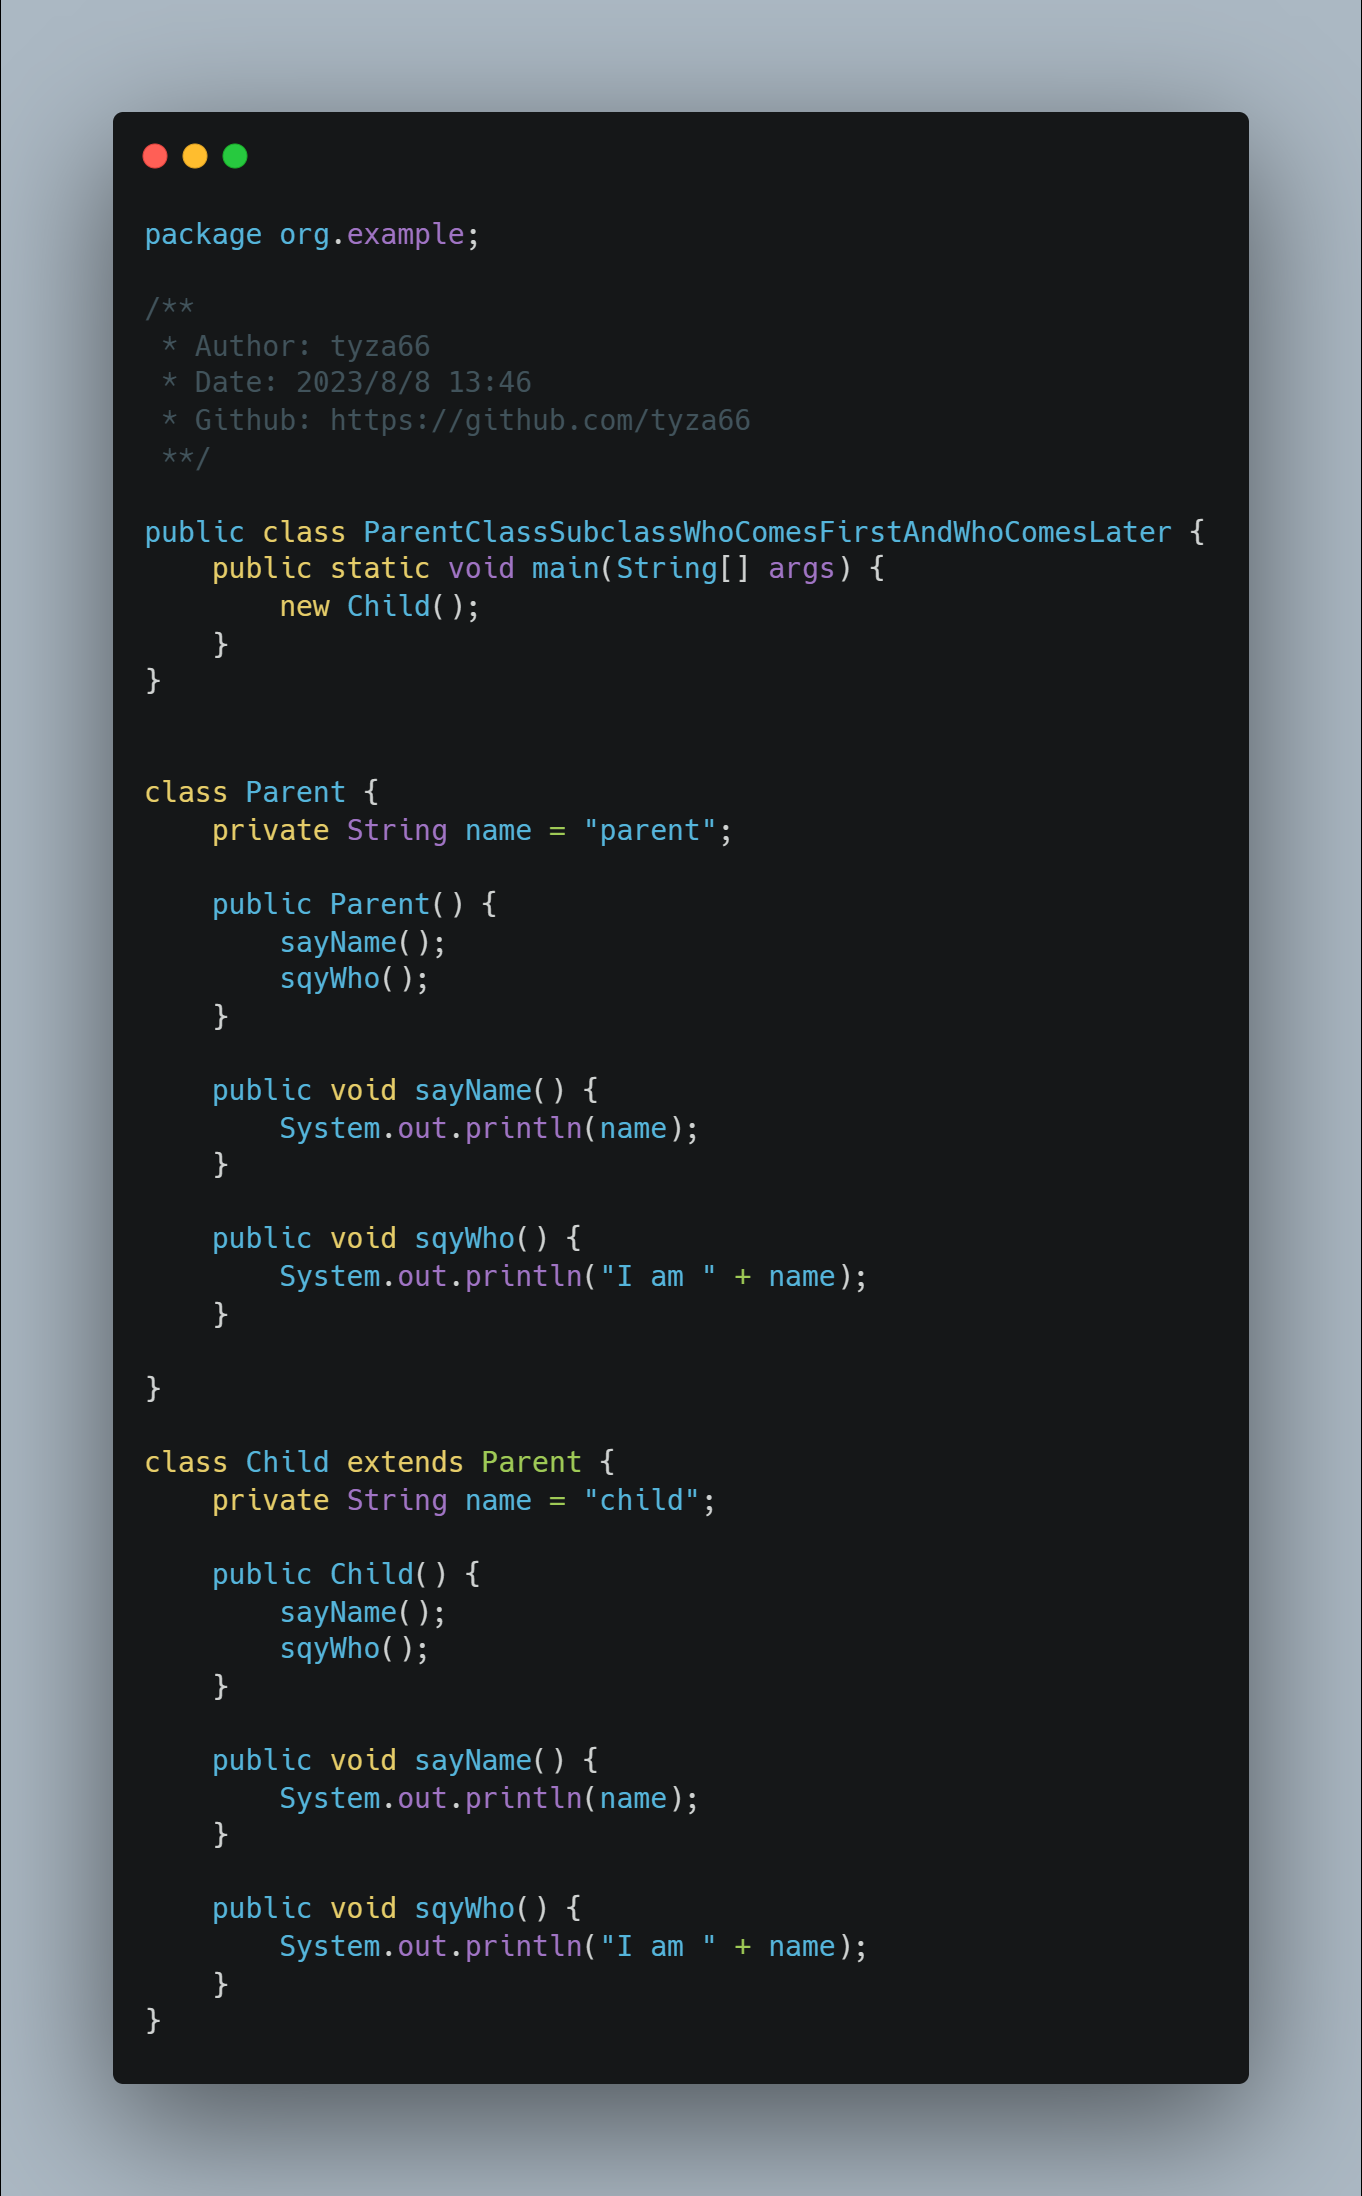 package org.example;

/**
 * Author: tyza66
 * Date: 2023/8/8 13:46
 * Github: https://github.com/tyza66
 **/

public class ParentClassSubclassWhoComesFirstAndWhoComesLater {
    public static void main(String[] args) {
        new Child();
    }
}


class Parent {
    private String name = "parent";

    public Parent() {
        sayName();
        sqyWho();
    }

    public void sayName() {
        System.out.println(name);
    }

    public void sqyWho() {
        System.out.println("I am " + name);
    }

}

class Child extends Parent {
    private String name = "child";

    public Child() {
        sayName();
        sqyWho();
    }

    public void sayName() {
        System.out.println(name);
    }

    public void sqyWho() {
        System.out.println("I am " + name);
    }
}